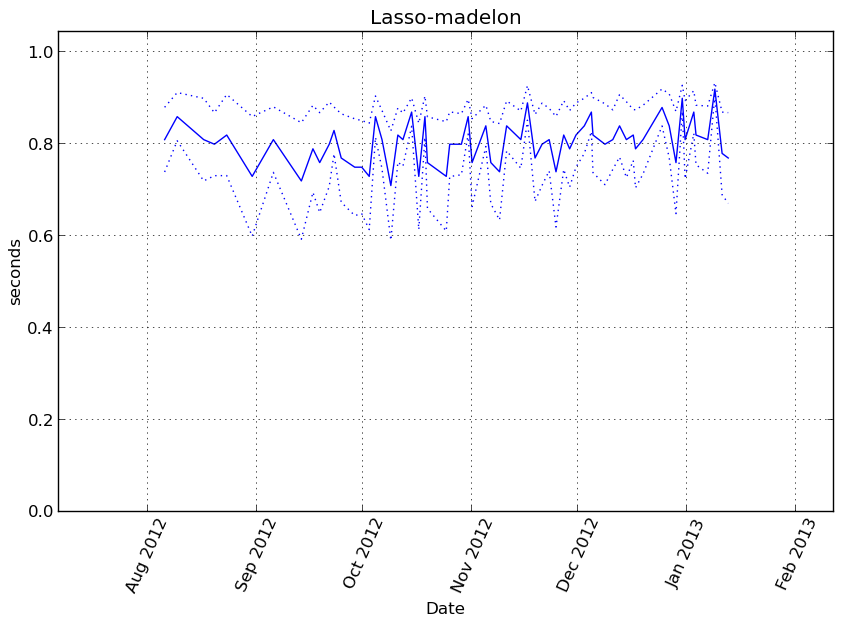 Lasso-madelon
1.0
0.8
0.6
0.4
0.2
0.0
seconds
Aug 2012
Sep 2012
Oct 2012
Nov 2012
Dec 2012
Jan 2013
Feb 2013
Date